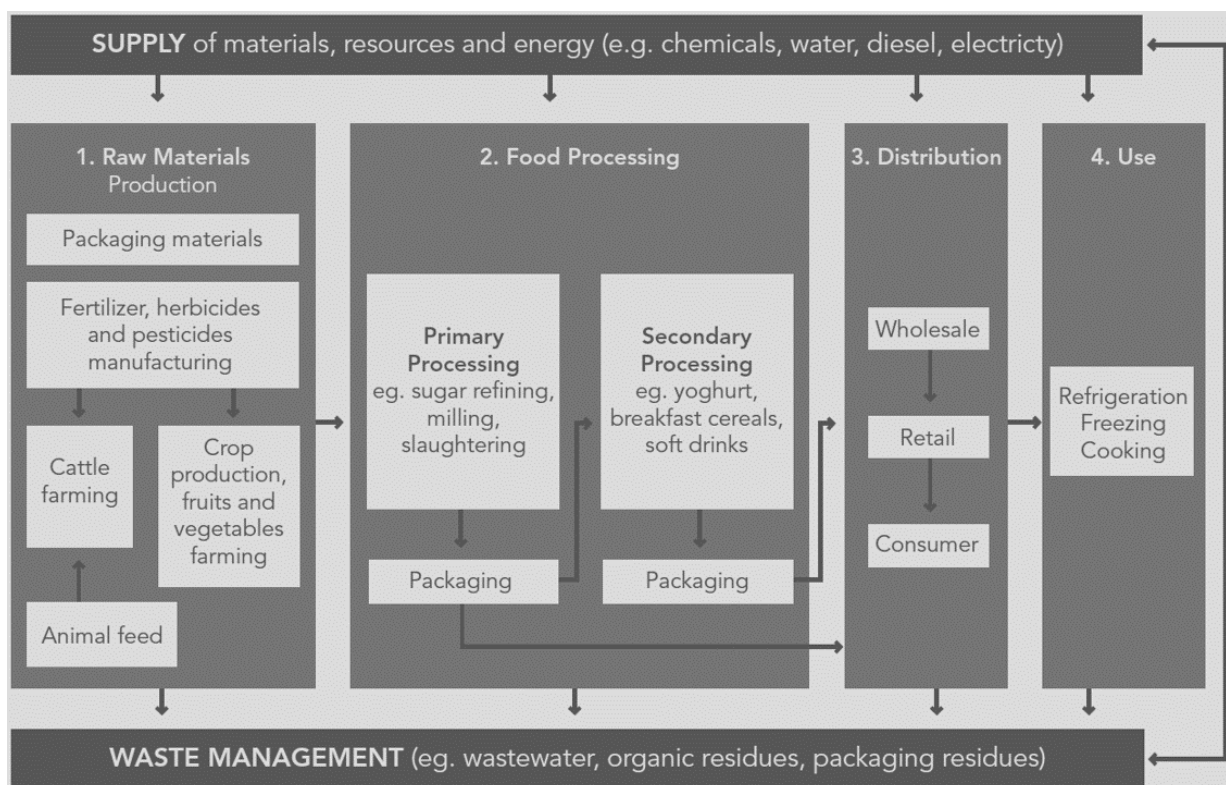 SUPPLY of materials, resources and energy (e.g. chemicals, water, diesel, electricty)
1. Raw Materials
Production
Packaging materials
Fertilizer, herbicides
and pesticides
manufacturing
Cattle
farming
Crop
production,
fruits and
vegetables
farming
Animal feed
2. Food Processing
Primary
Processing
eg. sugar refining,
milling,
slaughtering
Packaging
Secondary
Processing
eg. yoghurt,
breakfast cereals,
soft drinks
Packaging
3. Distribution
Wholesale
Retail
Consumer
4. Use
Refrigeration
Freezing
Cooking
WASTE MANAGEMENT (eg. wastewater, organic residues, packaging residues)